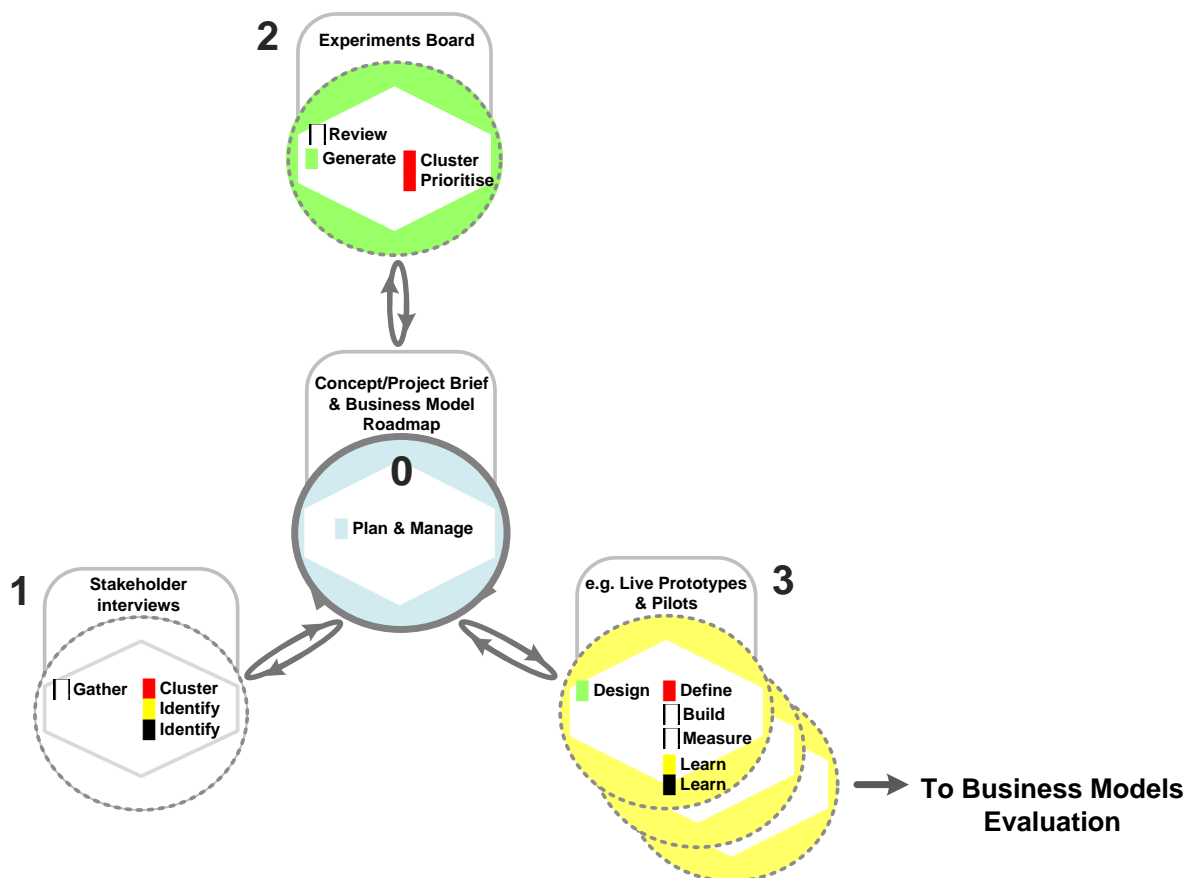 2
Experiments Board
Review
Generate
Cluster
Prioritise
Concept/Project Brief
& Business Model
Roadmap
0
Plan & Manage
1
Stakeholder
interviews
Gather
Cluster
Identify
Identify
3
e.g. Live Prototypes
& Pilots
Design
Define
Build
Measure
Learn
Learn
To Business Models
Evaluation